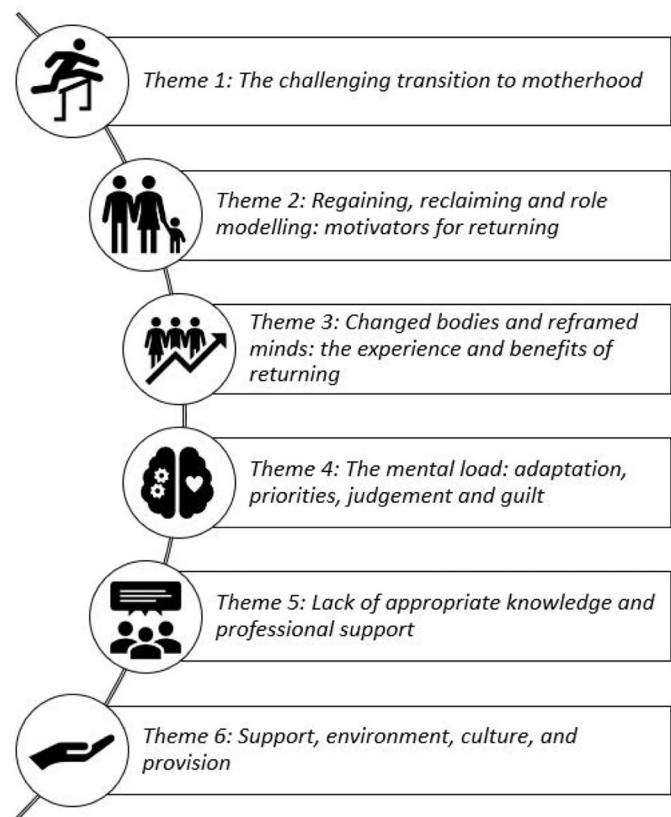 Theme 1: The challenging transition to motherhood
Theme 2: Regaining, reclaiming and role
modelling: motivators for returning
Theme 3: Changed bodies and reframed
minds: the experience and benefits of
returning
Theme 4: The mental load: adaptation,
priorities, judgement and guilt
Theme 5: Lack of appropriate knowledge and
professional support
Theme 6: Support, environment, culture, and
provision